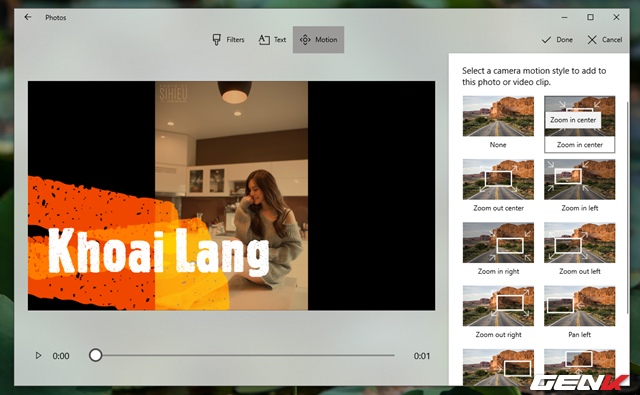 Photos
Filters
Text
Motion
Done
Cancel
Select a camera motion style to add to
this photo or video clip.
Zoom in center
None
Zoom in center
Zoom out center
Zoom in left
Zoom in right
Zoom out left
Zoom out right
Pan left
SIHIEU
Khoai Lang
0:00
0:01
GENK